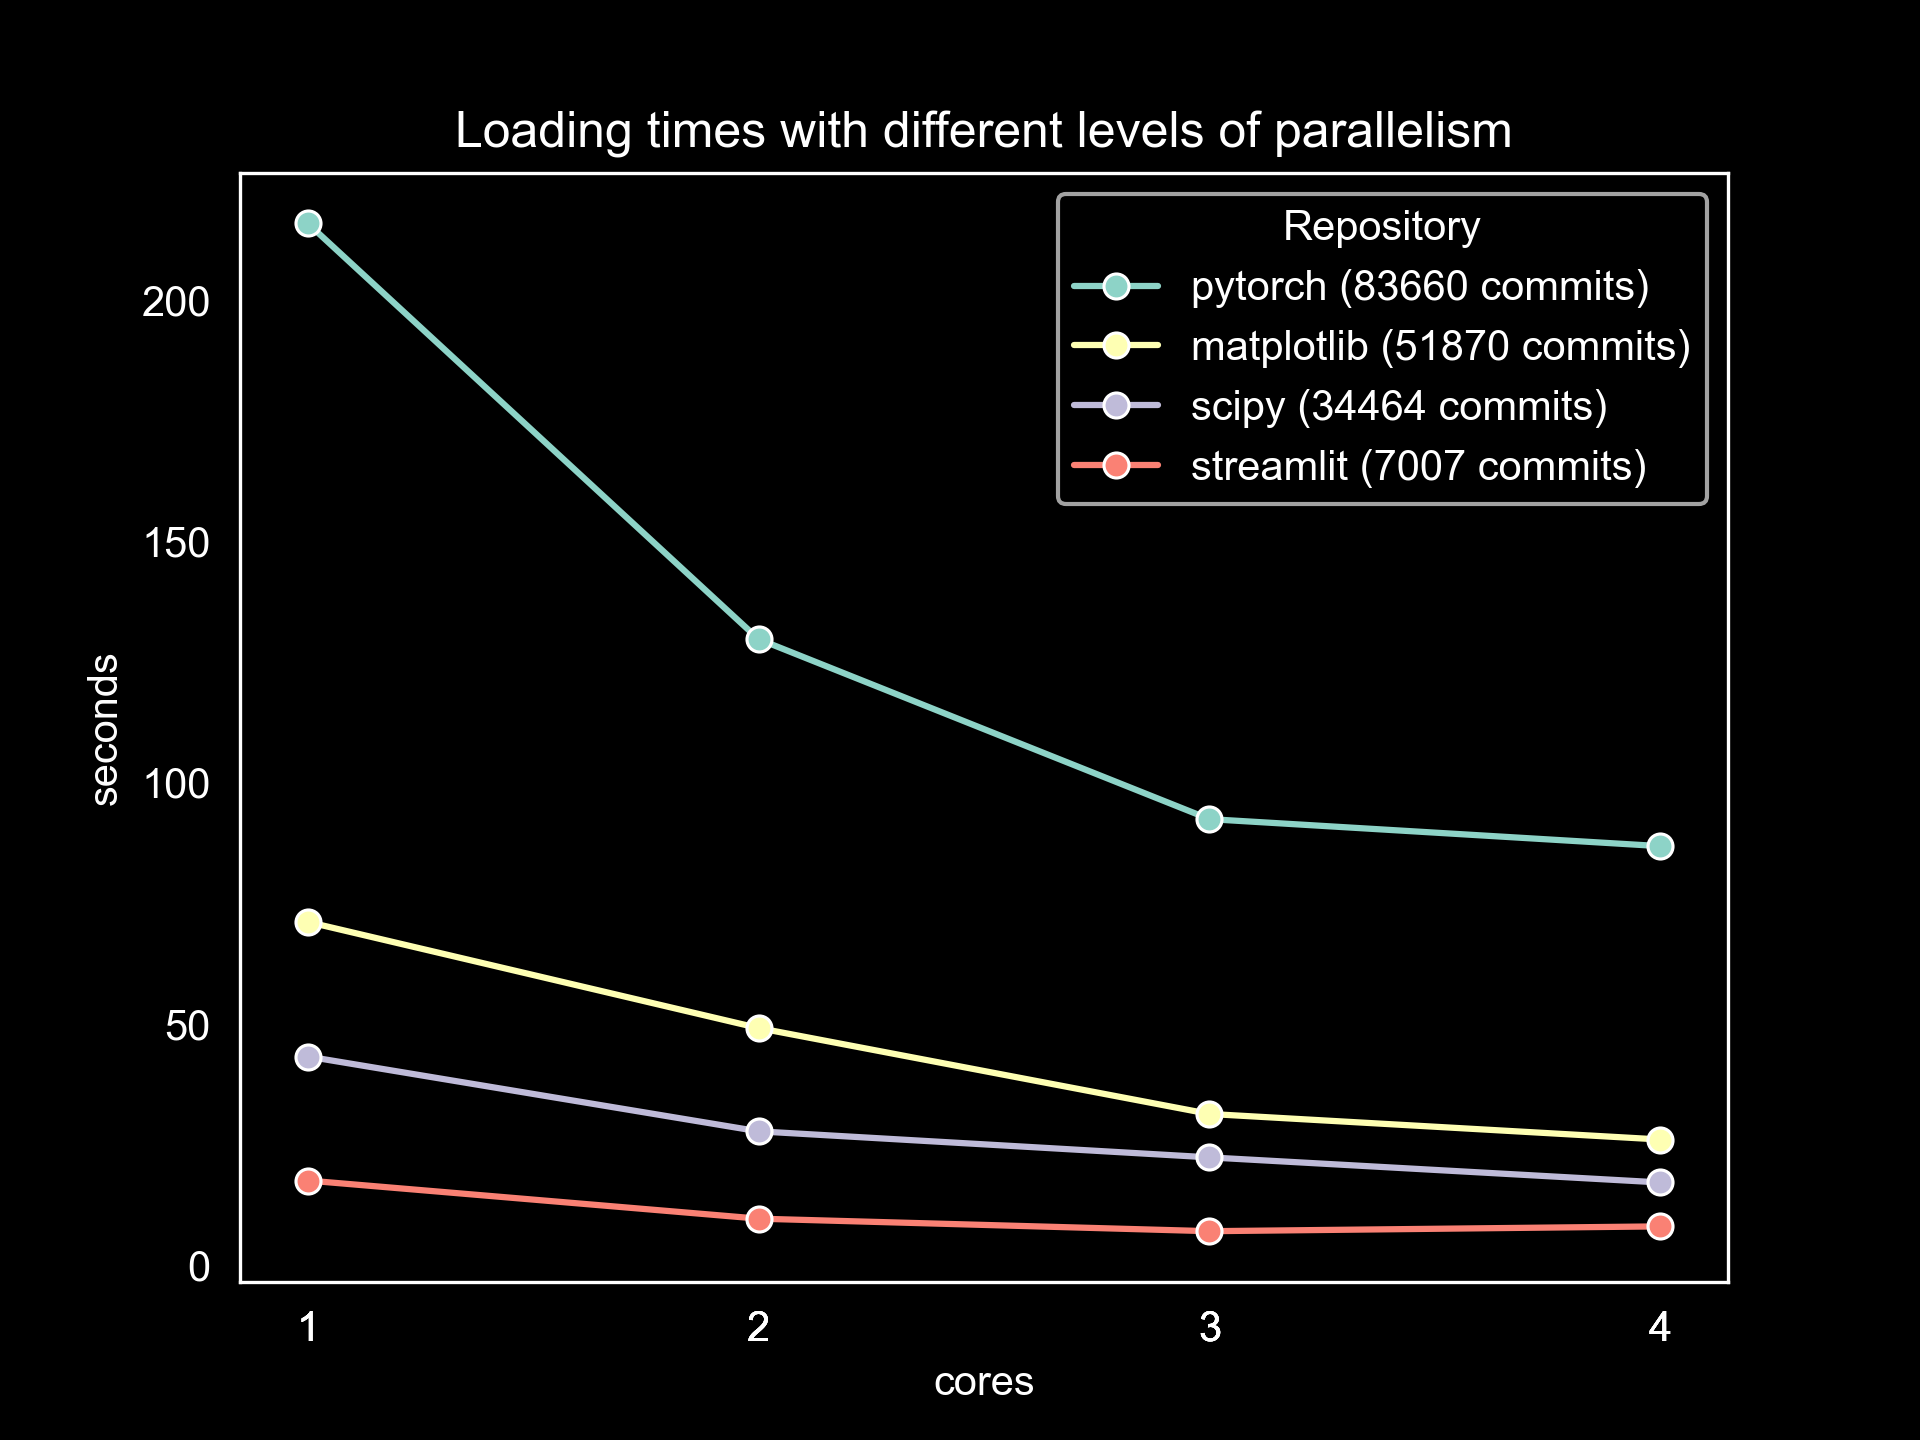 Loading times with different levels of parallelism
Repository
pytorch (83660 commits)
matplotlib (51870 commits)
scipy (34464 commits)
streamlit (7007 commits)
seconds
200
150
100
50
0
1 2 3 4
cores